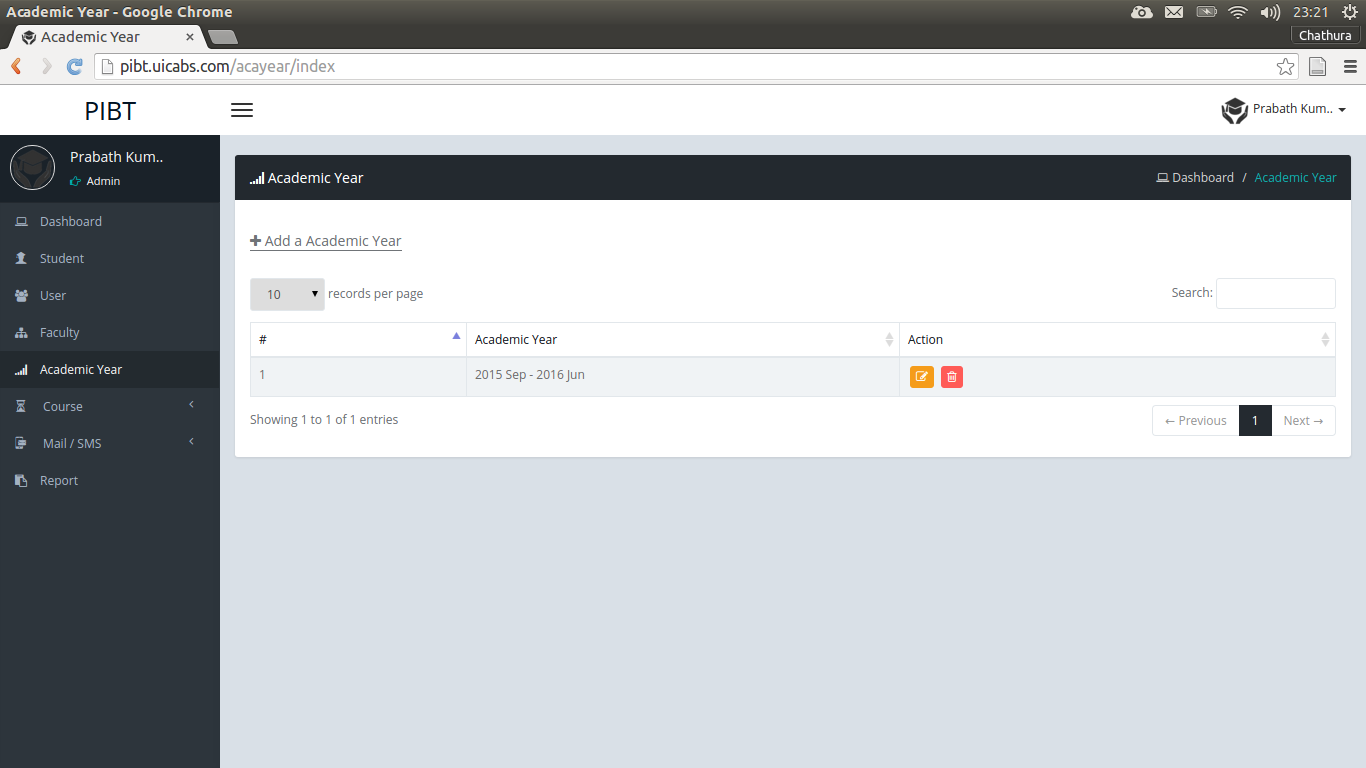 Academic Year - Google Chrome
23:21
Academic Year ×
Chathura
pibt.uicabs.com/acayear/index
PIBT
Prabath Kum..
Prabath Kum..
Admin
Dashboard
Student
User
Faculty
Academic Year
Course
Mail / SMS
Report
Academic Year
Dashboard / Academic Year
Add a Academic Year
10 records per page
Search:
# Academic Year Action
1 2015 Sep - 2016 Jun
Showing 1 to 1 of 1 entries
← Previous 1 Next →